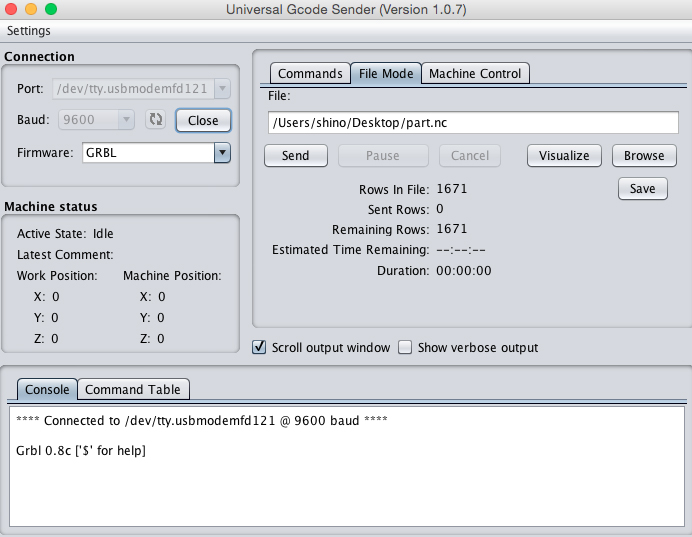 Universal Gcode Sender (Version 1.0.7)
Settings
Connection
Port: /dev/tty.usbmodemfd121
Baud: 9600 Close
Firmware: GRBL
Machine status
Active State: Idle
Latest Comment:
Work Position: Machine Position:
X: 0 X: 0
Y: 0 Y: 0
Z: 0 Z: 0
Commands File Mode Machine Control
File:
/Users/shino/Desktop/part.nc
Send Pause Cancel Visualize Browse
Save
Rows In File: 1671
Sent Rows: 0
Remaining Rows: 1671
Estimated Time Remaining: --:--:--
Duration: 00:00:00
Scroll output window Show verbose output
Console Command Table
**** Connected to /dev/tty.usbmodemfd121 @ 9600 baud ****
Grbl 0.8c ['$' for help]